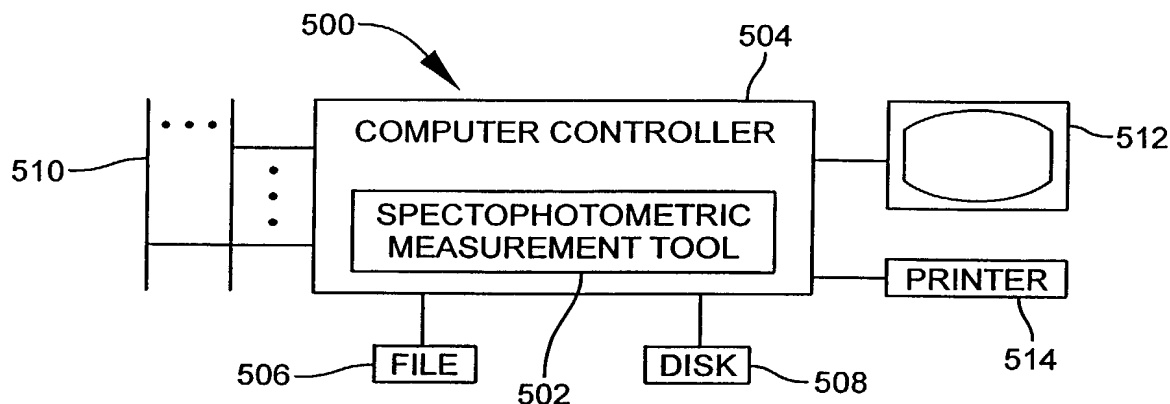 500
504
COMPUTER CONTROLLER
512
510
SPECTOPHOTOMETRIC
MEASUREMENT TOOL
PRINTER
514
506
FILE
502
DISK
508